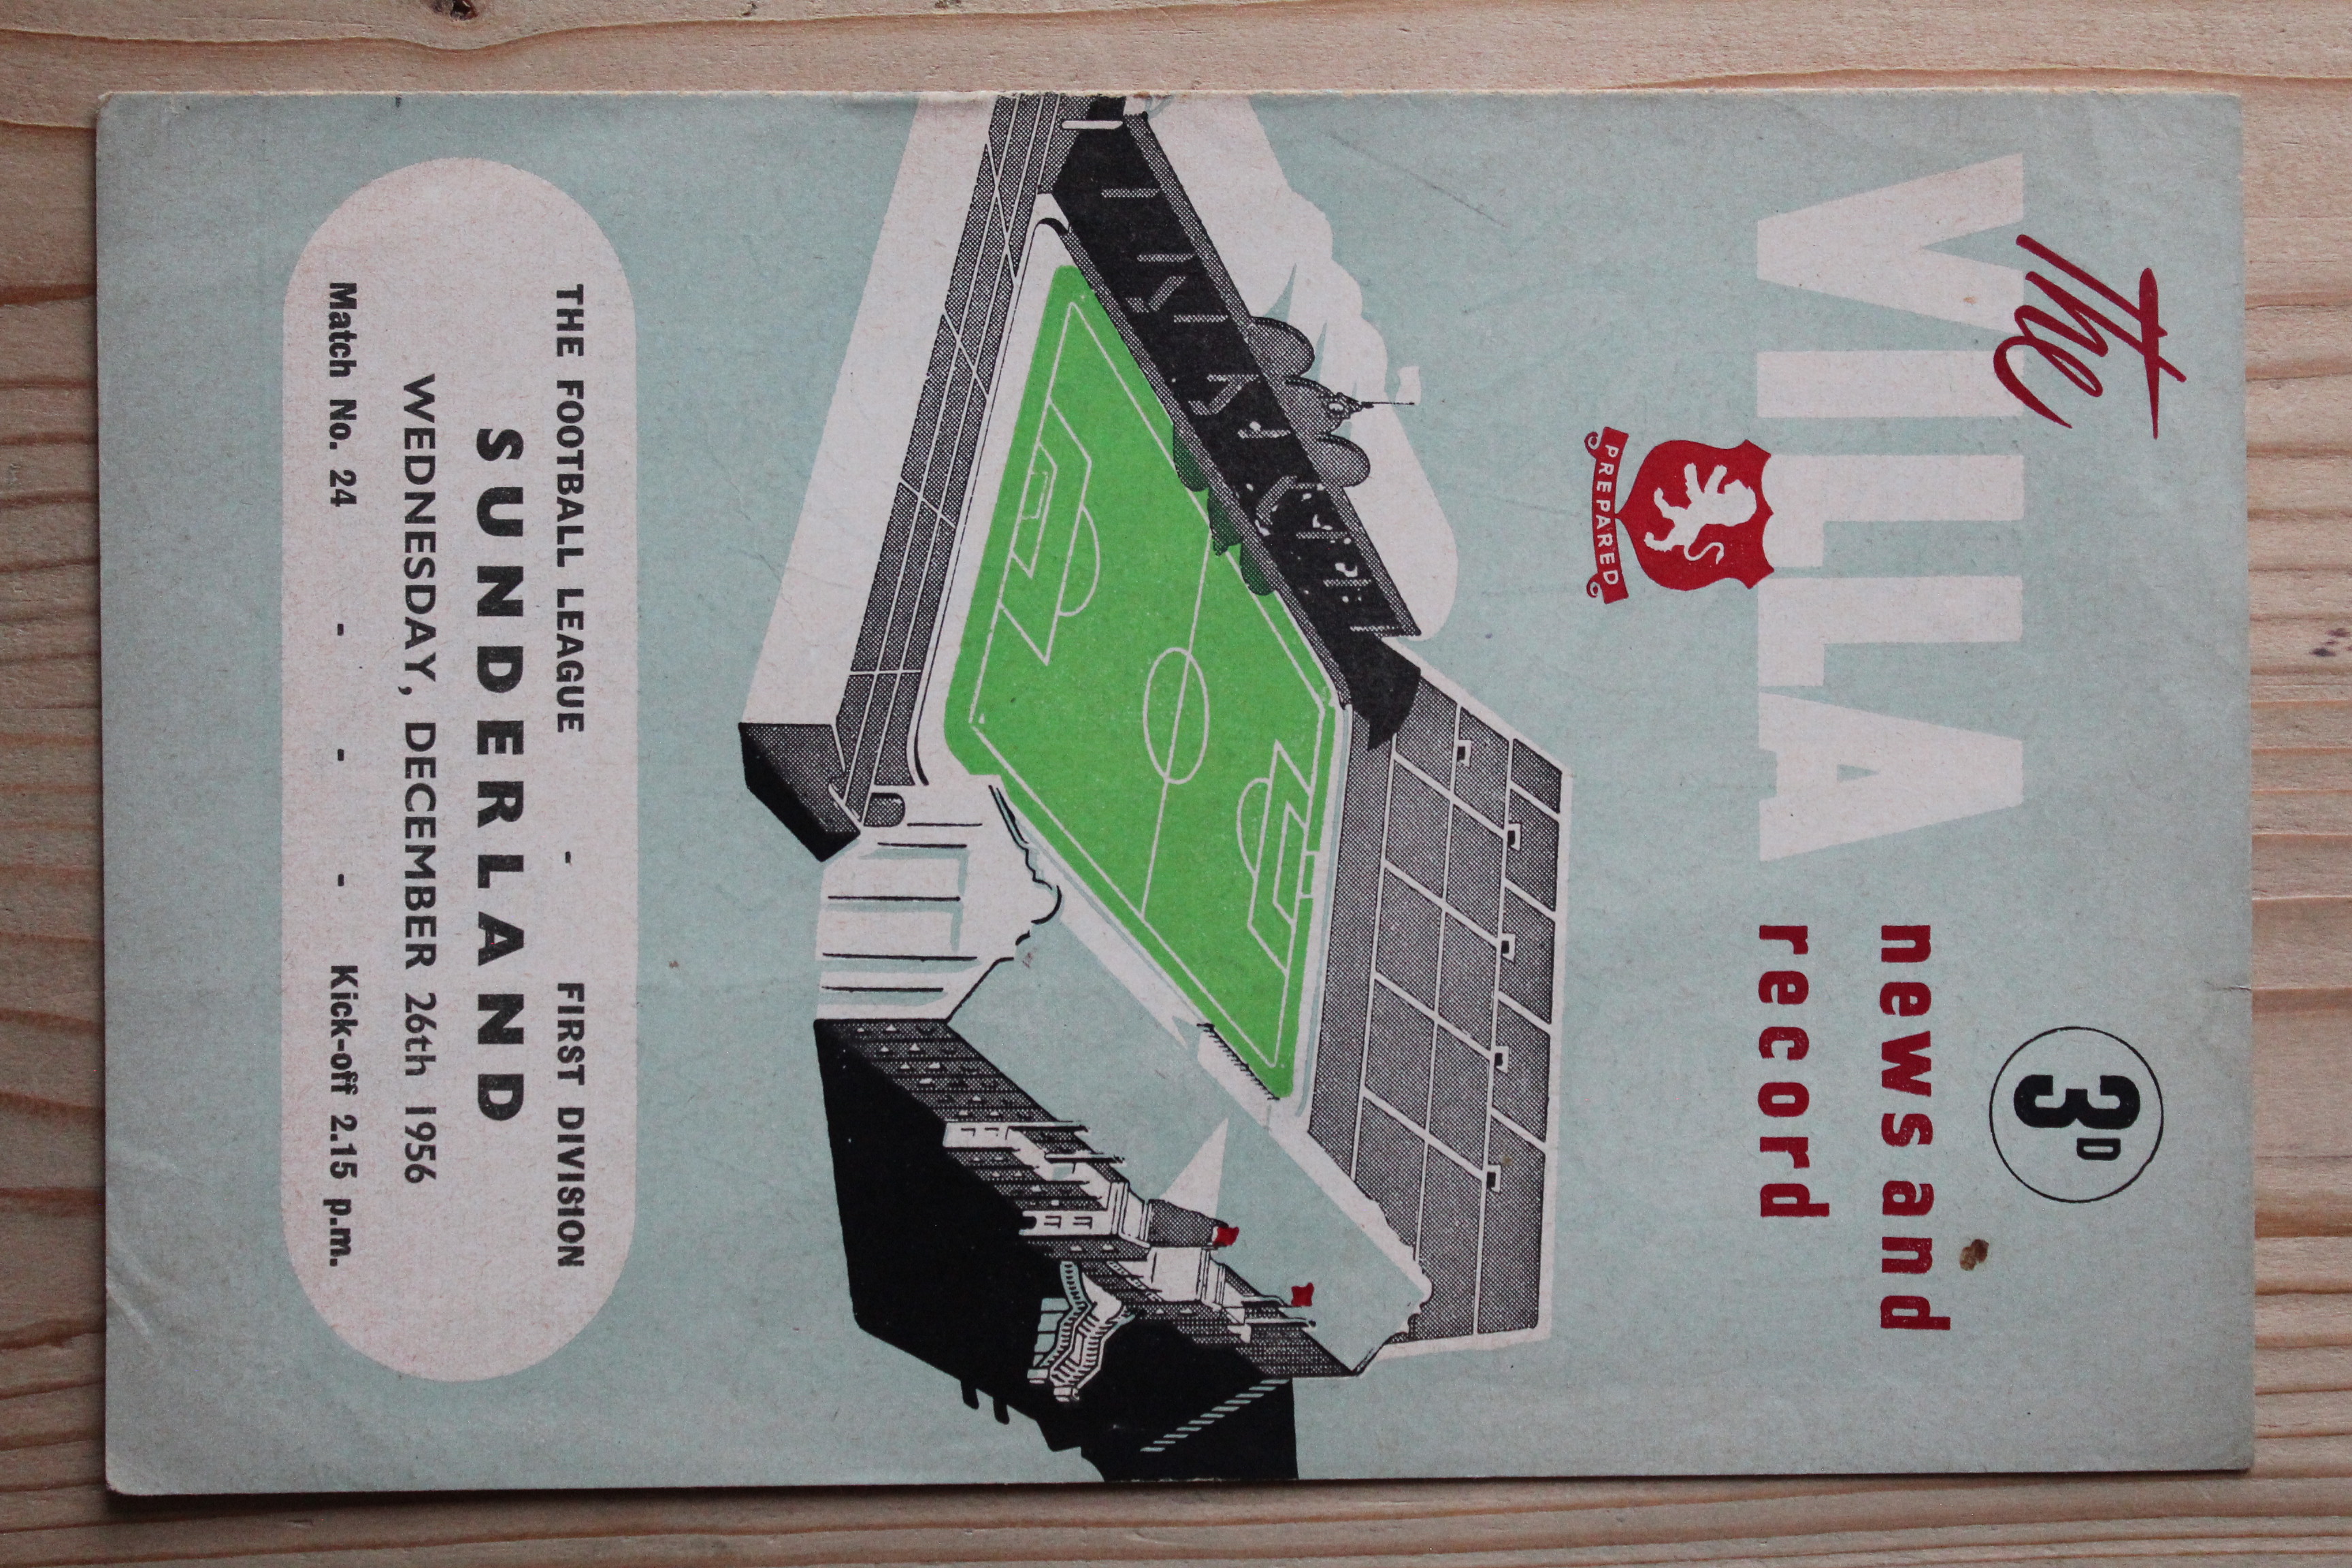 The
VILLA
news and
record
3D
PREPARED
THE FOOTBALL LEAGUE - FIRST DIVISION
SUNDERLAND
WEDNESDAY, DECEMBER 26th 1956
Match No. 24 - - - Kick-off 2.15 p.m.